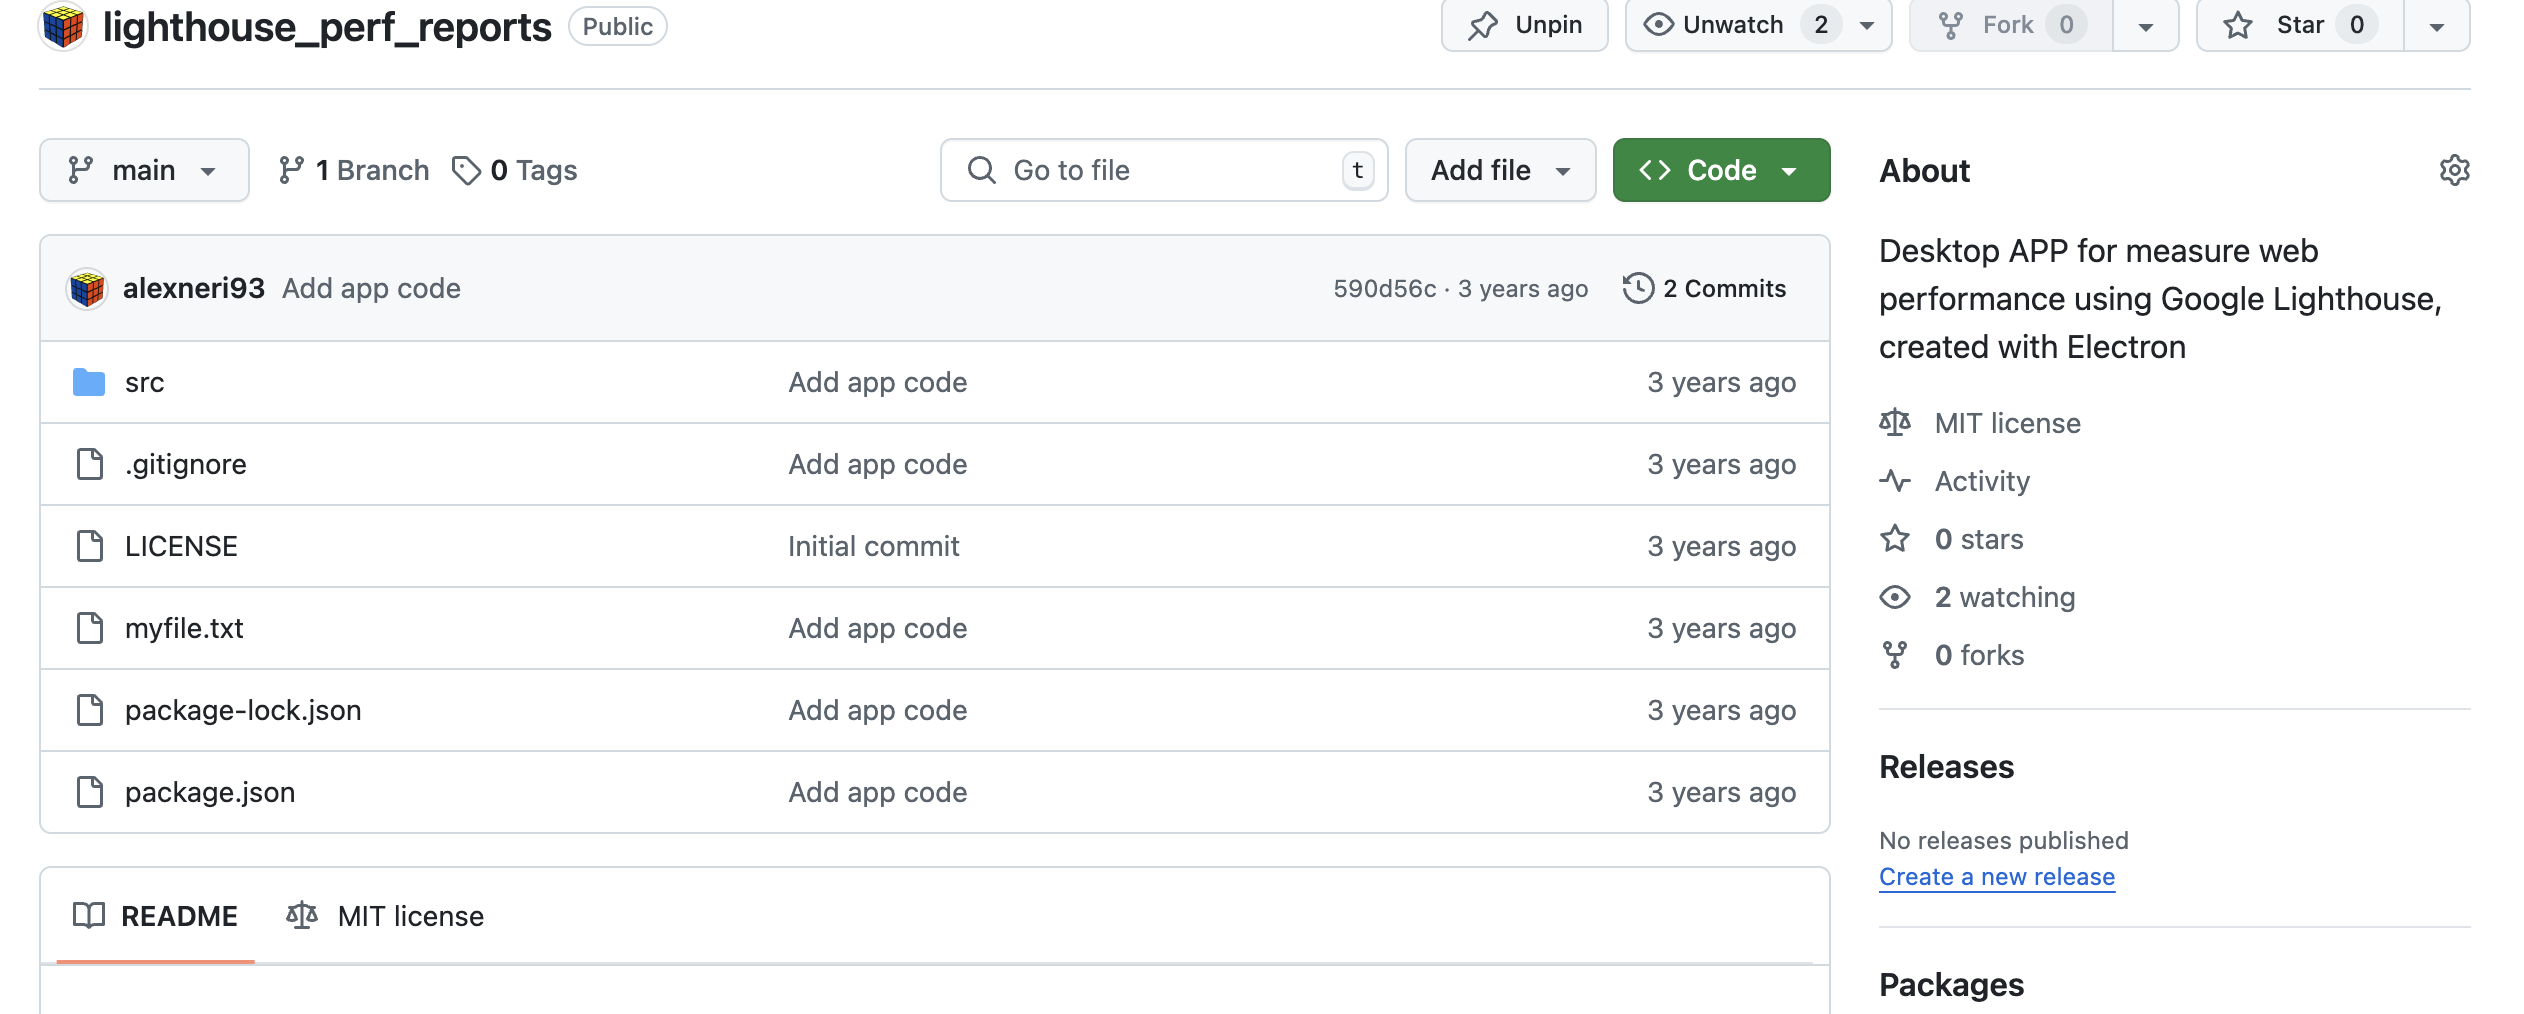 lighthouse_perf_reports Public Unpin Unwatch 2 Fork 0 Star 0
main 1 Branch 0 Tags Go to file t Add file Code
alexneri93 Add app code 590d56c · 3 years ago 2 Commits
src Add app code 3 years ago
.gitignore Add app code 3 years ago
LICENSE Initial commit 3 years ago
myfile.txt Add app code 3 years ago
package-lock.json Add app code 3 years ago
package.json Add app code 3 years ago
README MIT license
About
Desktop APP for measure web
performance using Google Lighthouse,
created with Electron
MIT license
Activity
0 stars
2 watching
0 forks
Releases
No releases published
Create a new release
Packages